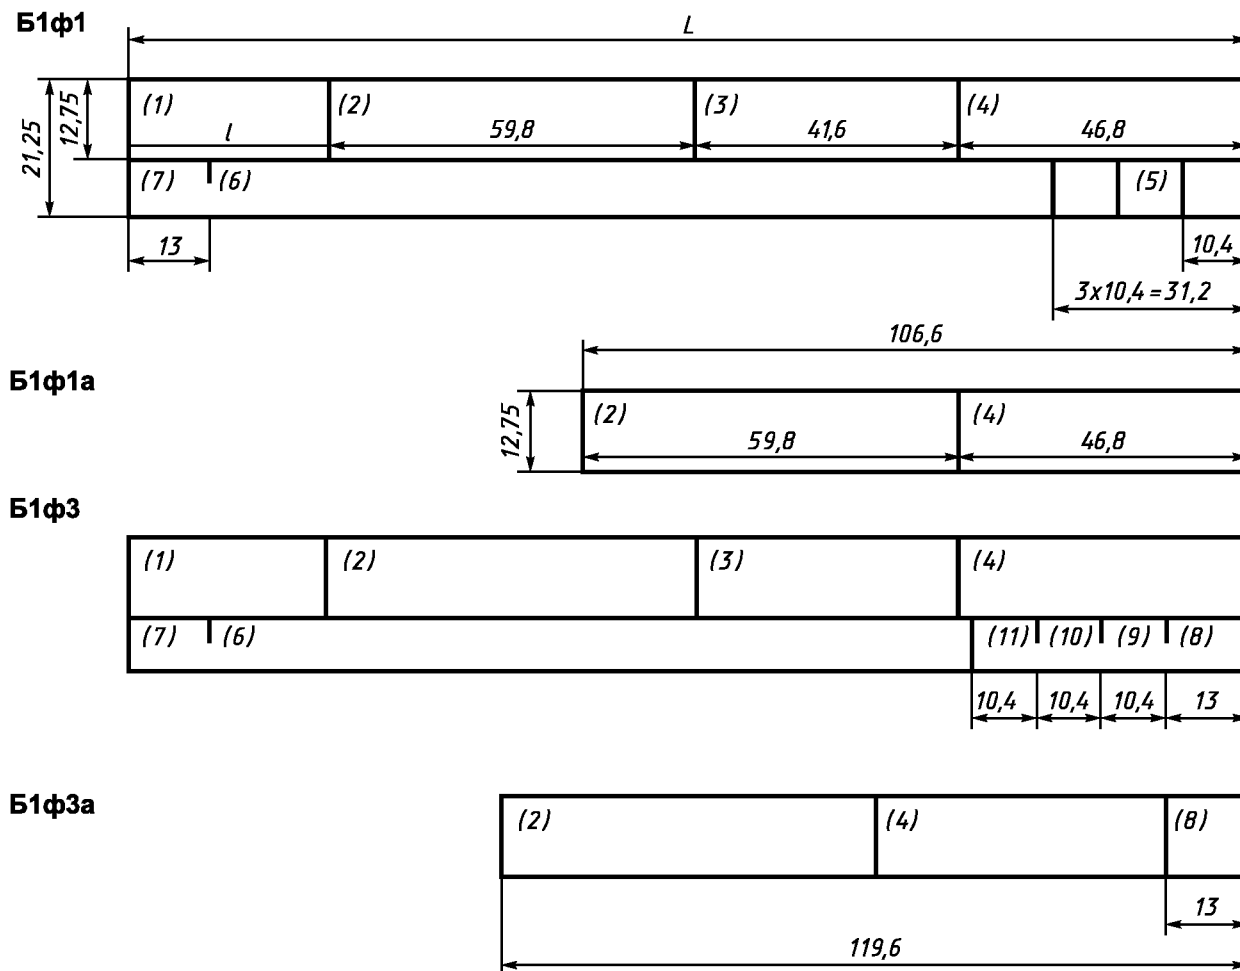 Б1ф1
L
(1) (2) (3) (4)
l 59,8 41,6 46,8
12,75
21,25
(7) (6) (5)
13 10,4
3x10,4=31,2
106,6
Б1ф1а
12,75
(2) (4)
59,8 46,8
Б1ф3
(1) (2) (3) (4)
(7) (6) (11) (10) (9) (8)
10,4 10,4 10,4 13
Б1ф3а
(2) (4) (8)
13
119,6